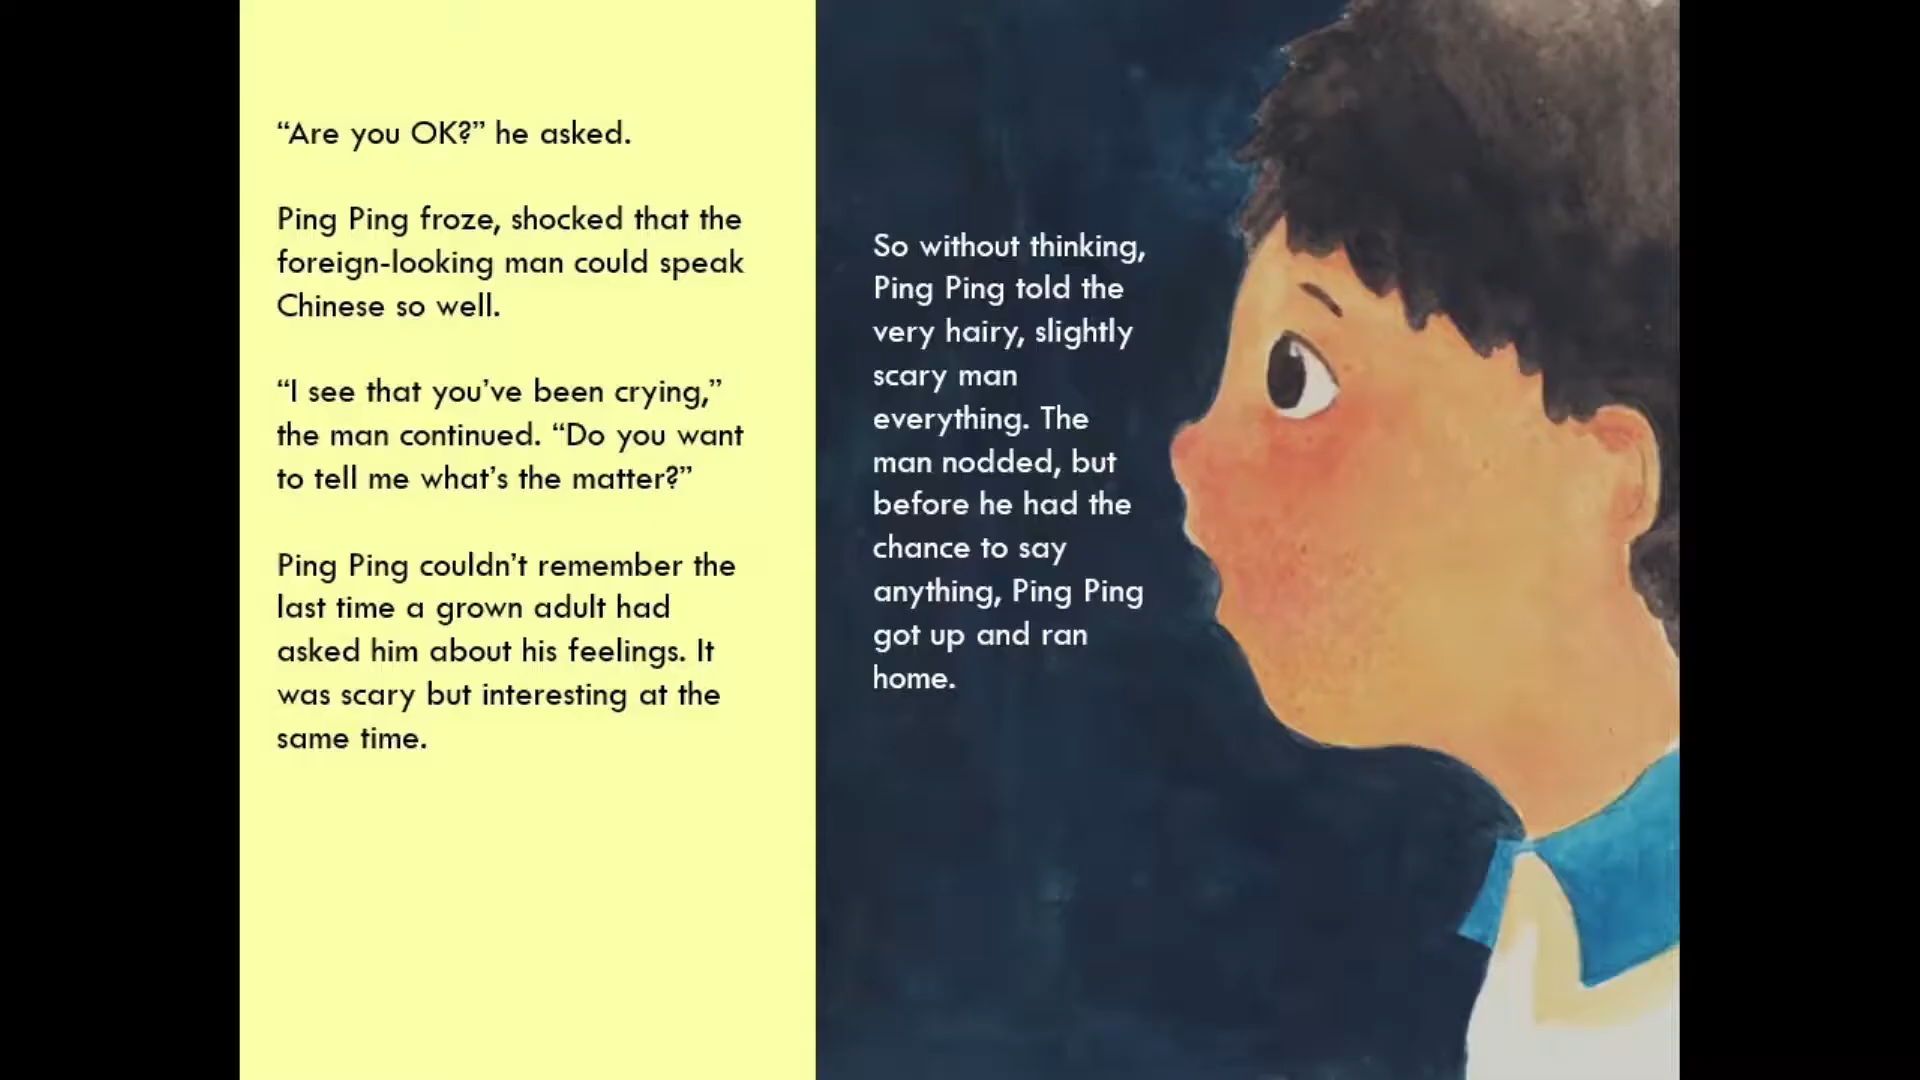 “Are you OK?” he asked.
Ping Ping froze, shocked that the
foreign-looking man could speak
Chinese so well.
“I see that you’ve been crying,”
the man continued. “Do you want
to tell me what’s the matter?”
Ping Ping couldn’t remember the
last time a grown adult had
asked him about his feelings. It
was scary but interesting at the
same time.
So without thinking,
Ping Ping told the
very hairy, slightly
scary man
everything. The
man nodded, but
before he had the
chance to say
anything, Ping Ping
got up and ran
home.